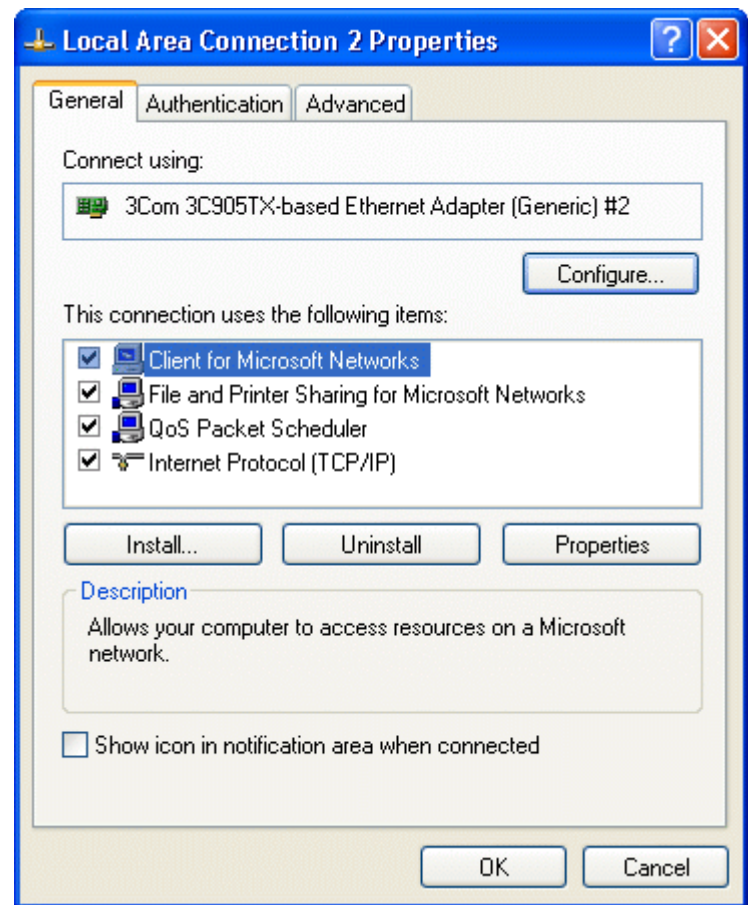 Local Area Connection 2 Properties
General Authentication Advanced
Connect using:
3Com 3C905TX-based Ethernet Adapter (Generic) #2
Configure...
This connection uses the following items:
Client for Microsoft Networks
File and Printer Sharing for Microsoft Networks
QoS Packet Scheduler
Internet Protocol (TCP/IP)
Install... Uninstall Properties
Description
Allows your computer to access resources on a Microsoft
network.
Show icon in notification area when connected
OK Cancel